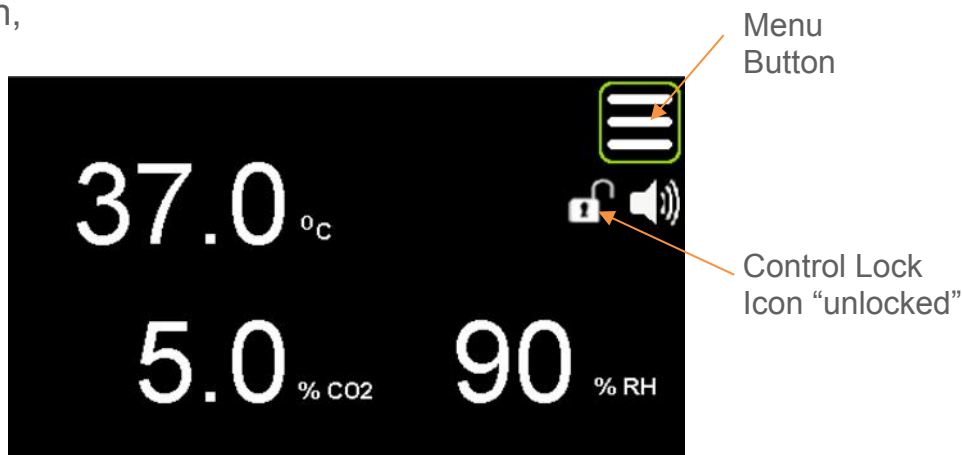 Menu
Button
37.0 °C
Control Lock
Icon “unlocked”
5.0 % CO2 90 % RH